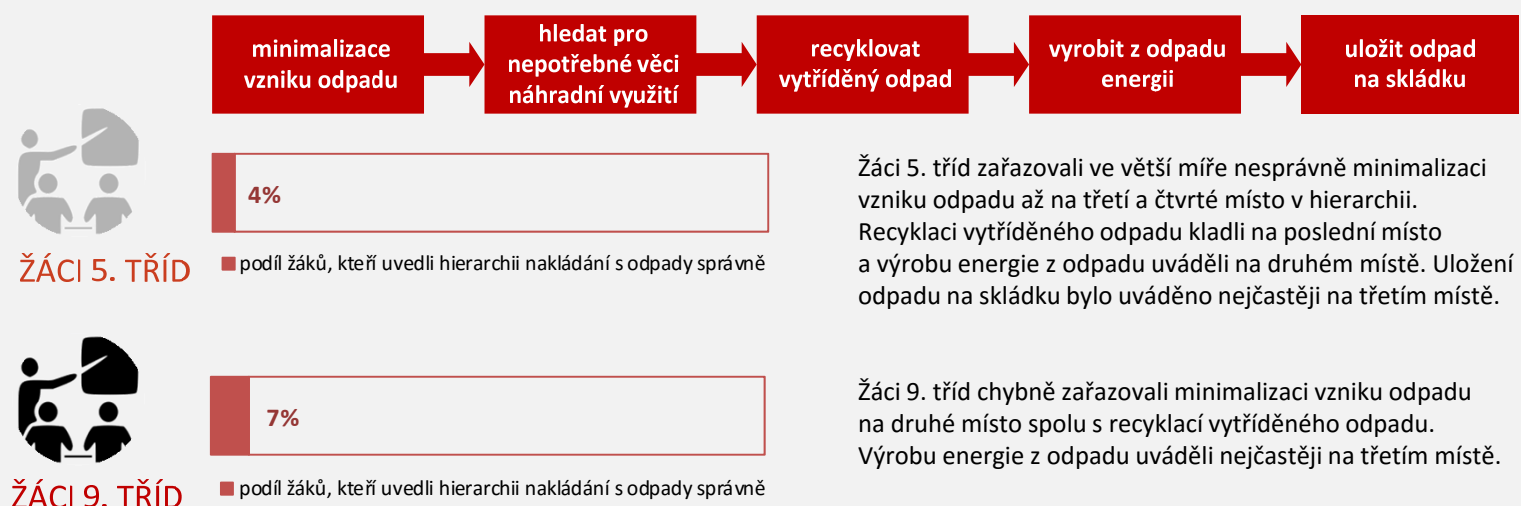 minimalizace
vzniku odpadu
hledat pro
nepotřebné věci
náhradní využití
recyklovat
vytříděný odpad
vyrobit z odpadu
energii
uložit odpad
na skládku
4%
podíl žáků, kteří uvedli hierarchii nakládání s odpady správně
ŽÁCI 5. TŘÍD
Žáci 5. tříd zařazovali ve větší míře nesprávně minimalizaci
vzniku odpadu až na třetí a čtvrté místo v hierarchii.
Recyklaci vytříděného odpadu kladli na poslední místo
a výrobu energie z odpadu uváděli na druhém místě. Uložení
odpadu na skládku bylo uváděno nejčastěji na třetím místě.
7%
podíl žáků, kteří uvedli hierarchii nakládání s odpady správně
ŽÁCI 9. TŘÍD
Žáci 9. tříd chybně zařazovali minimalizaci vzniku odpadu
na druhé místo spolu s recyklací vytříděného odpadu.
Výrobu energie z odpadu uváděli nejčastěji na třetím místě.